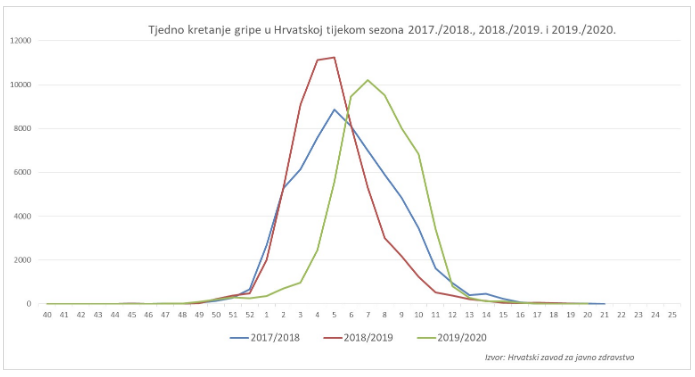 Tjedno kretanje gripe u Hrvatskoj tijekom sezona 2017./2018., 2018./2019. i 2019./2020.
12000
10000
8000
6000
4000
2000
0
40 41 42 43 44 45 46 47 48 49 50 51 52 1 2 3 4 5 6 7 8 9 10 11 12 13 14 15 16 17 18 19 20 21 22 23 24 25
2017/2018 2018/2019 2019/2020
Izvor: Hrvatski zavod za javno zdravstvo